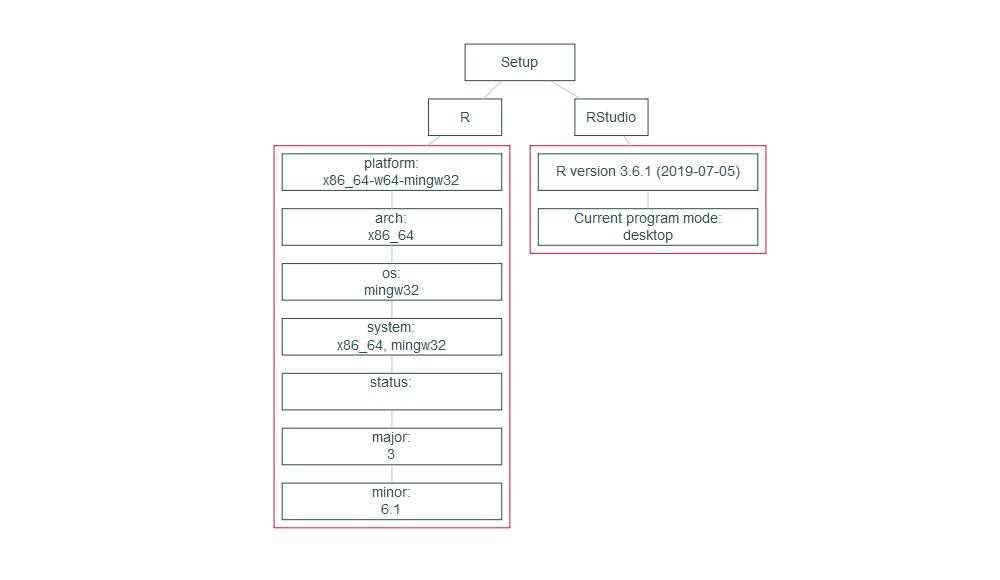 Setup
R
RStudio
platform:
x86_64-w64-mingw32
arch:
x86_64
os:
mingw32
system:
x86_64, mingw32
status:
major:
3
minor:
6.1
R version 3.6.1 (2019-07-05)
Current program mode:
desktop